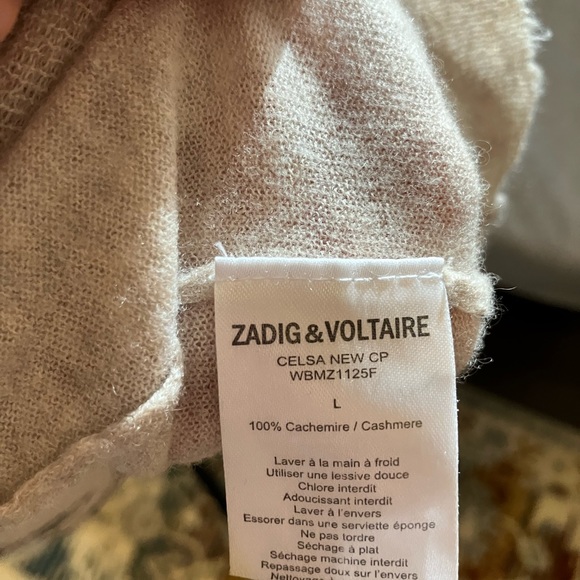 ZADIG & VOLTAIRE
CELSA NEW CP
WBMZ1125F
L
100% Cachemire / Cashmere
Laver à la main à froid
Utiliser une lessive douce
Chlore interdit
Adoucissant interdit
Laver à l'envers
Essorer dans une serviette éponge
Ne pas tordre
Séchage à plat
Séchage machine interdit
Repassage doux sur l'envers
Nettoyage